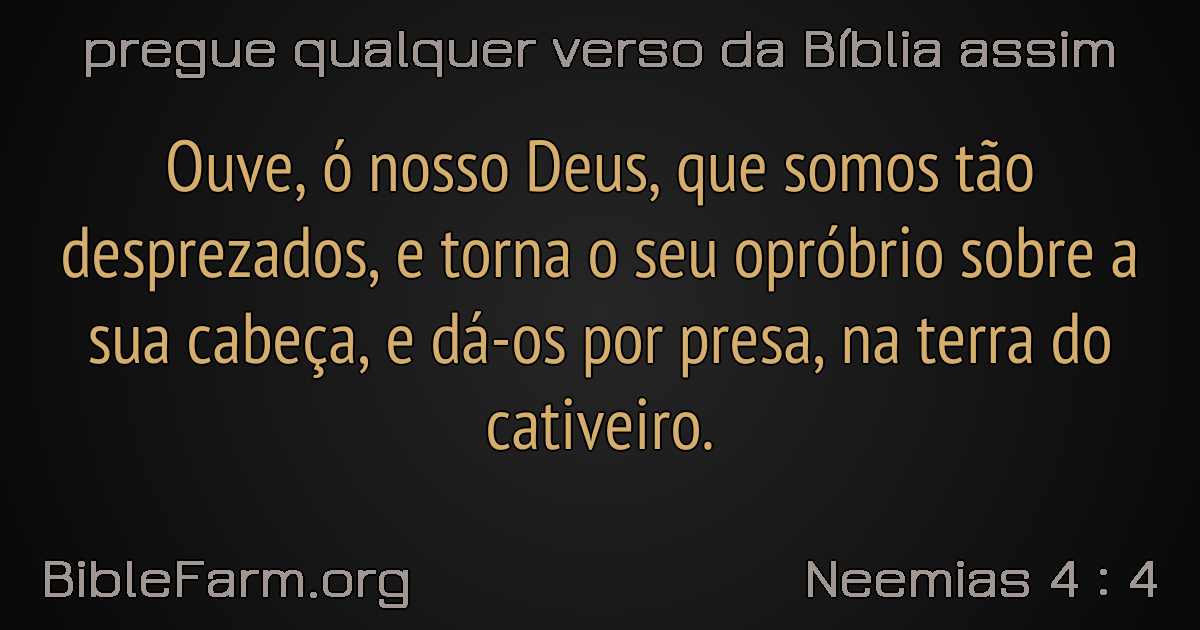 pregue qualquer verso da Bíblia assim
Ouve, ó nosso Deus, que somos tão
desprezados, e torna o seu opróbrio sobre a
sua cabeça, e dá-os por presa, na terra do
cativeiro.
BibleFarm.org
Neemias 4 : 4